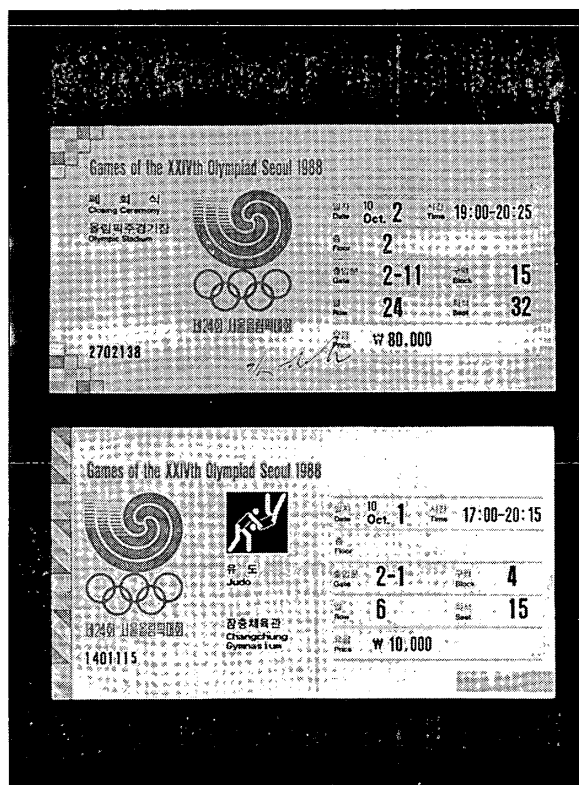 Games of the XXIVth Olympiad Seoul 1988
폐 회 식
Closing Ceremony
올림픽주경기장
Olympic Stadium
제24회 서울올림픽대회
2702138
일자 Date 10 Oct. 2 시간 Time 19:00-20:25
층 Floor 2
출입문 Gate 2-11 구역 Block 15
열 Row 24 좌석 Seat 32
요금 Price ₩ 80,000
Games of the XXIVth Olympiad Seoul 1988
유 도
Judo
장충체육관
Changchung
Gymnasium
제24회 서울올림픽대회
1401115
일자 Date 10 Oct. 1 시간 Time 17:00-20:15
층 Floor
출입문 Gate 2-1 구역 Block 4
열 Row 6 좌석 Seat 15
요금 Price ₩ 10,000